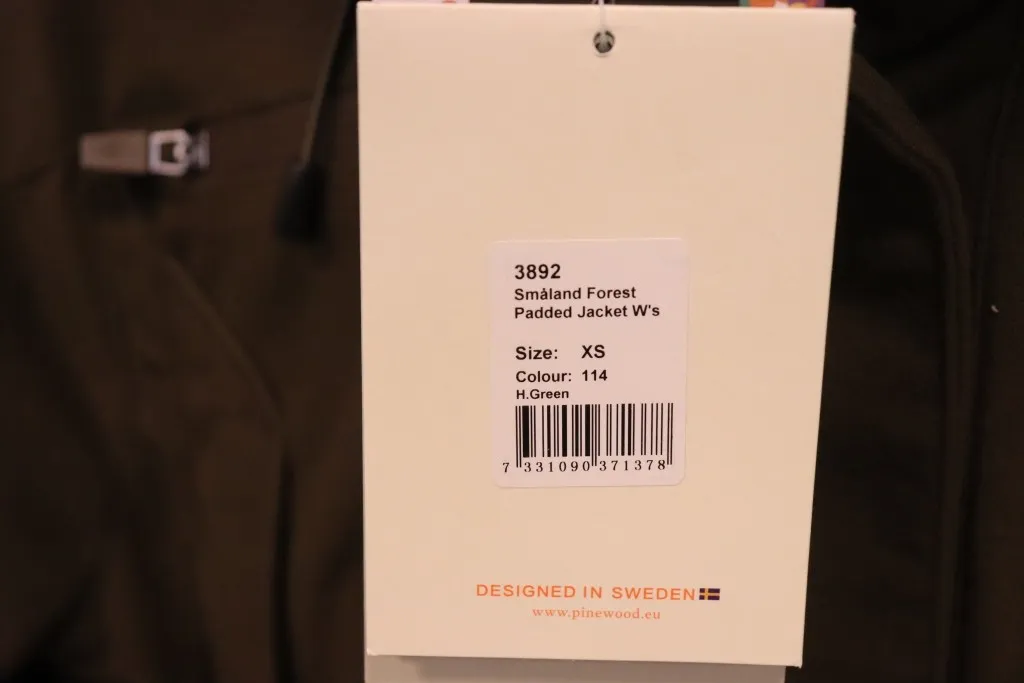 3892
Småland Forest
Padded Jacket W's
Size: XS
Colour: 114
H.Green
7 331090 371378
DESIGNED IN SWEDEN
www.pinewood.eu